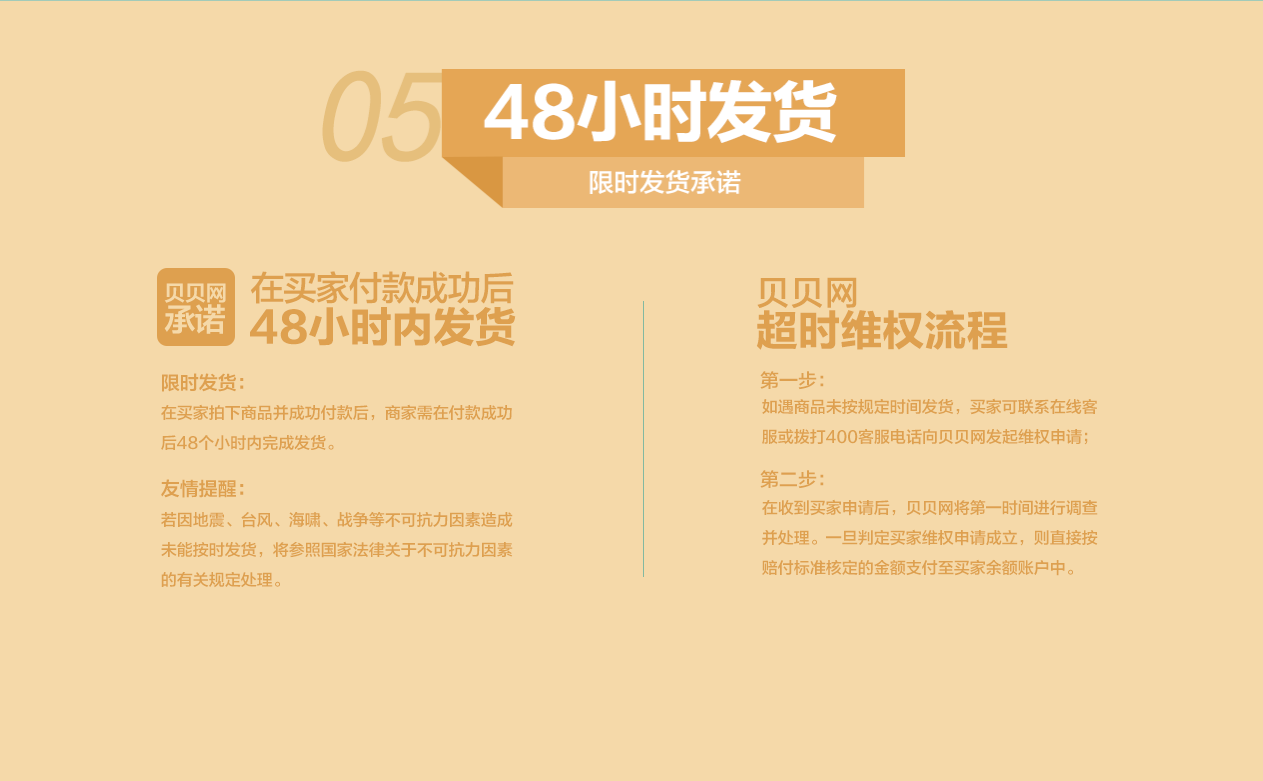 05
48小时发货
限时发货承诺
贝贝网
承诺
在买家付款成功后
48小时内发货
限时发货：
在买家拍下商品并成功付款后，商家需在付款成功
后48个小时内完成发货。
友情提醒：
若因地震、台风、海啸、战争等不可抗力因素造成
未能按时发货，将参照国家法律关于不可抗力因素
的有关规定处理。
贝贝网
超时维权流程
第一步：
如遇商品未按规定时间发货，买家可联系在线客
服或拨打400客服电话向贝贝网发起维权申请；
第二步：
在收到买家申请后，贝贝网将第一时间进行调查
并处理。一旦判定买家维权申请成立，则直接按
赔付标准核定的金额支付至买家余额账户中。